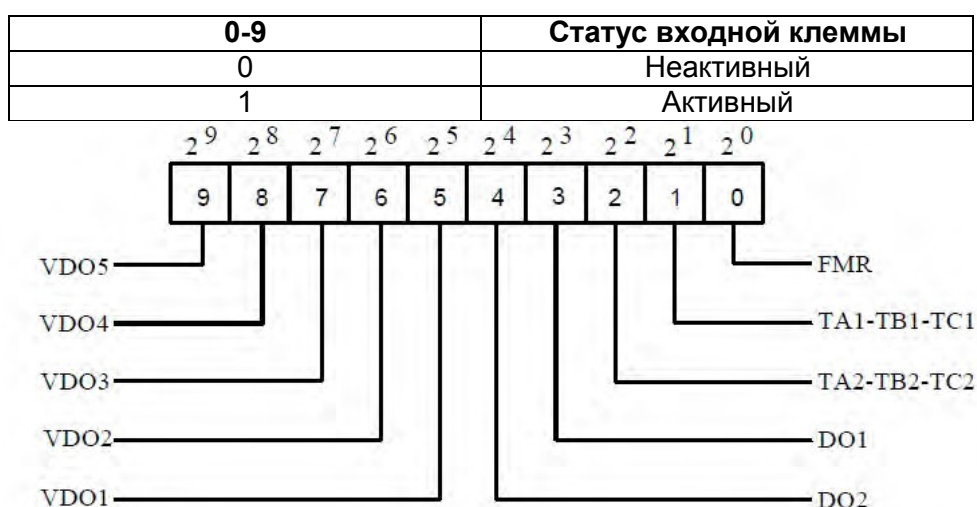 0-9 Статус входной клеммы
0 Неактивный
1 Активный
2^9 2^8 2^7 2^6 2^5 2^4 2^3 2^2 2^1 2^0
9 8 7 6 5 4 3 2 1 0
VDO5 FMR
VDO4 TA1-TB1-TC1
VDO3 TA2-TB2-TC2
VDO2 DO1
VDO1 DO2